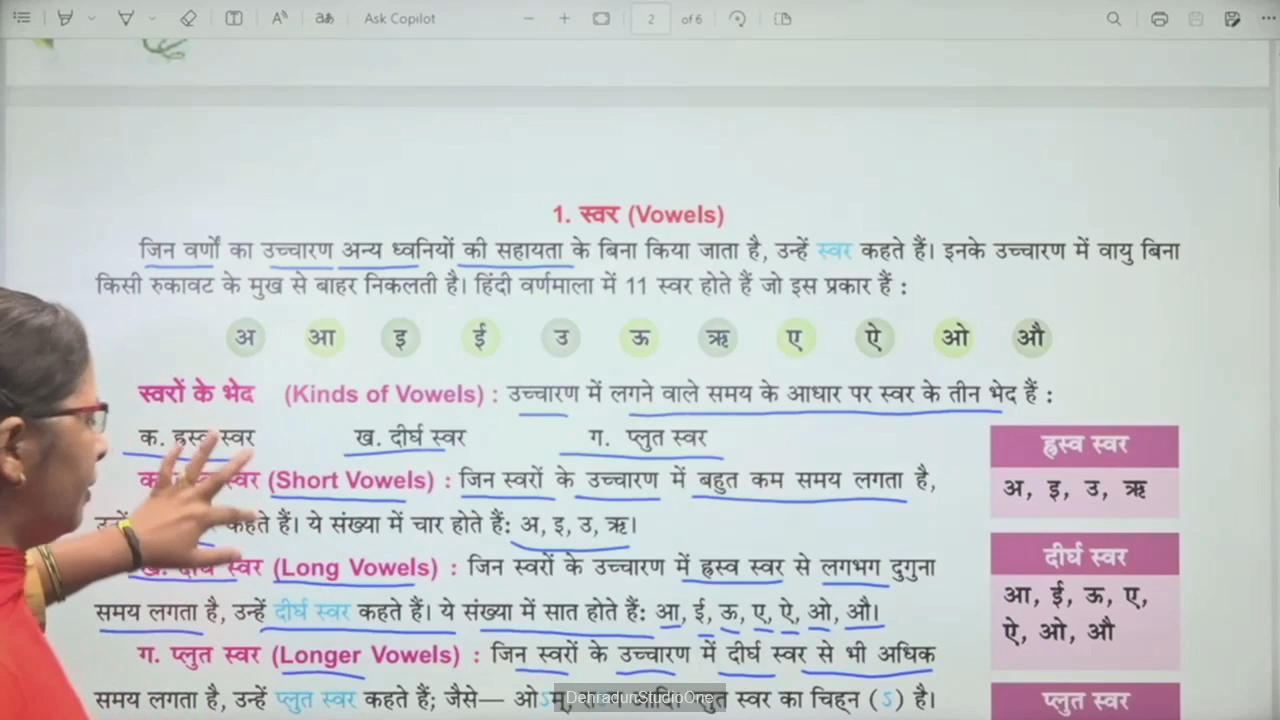 Ask Copilot
2 of 6
1. स्वर (Vowels)
जिन वर्णों का उच्चारण अन्य ध्वनियों की सहायता के बिना किया जाता है, उन्हें स्वर कहते हैं। इनके उच्चारण में वायु बिना
किसी रुकावट के मुख से बाहर निकलती है। हिंदी वर्णमाला में 11 स्वर होते हैं जो इस प्रकार हैं :
अ आ इ ई उ ऊ ऋ ए ऐ ओ औ
स्वरों के भेद (Kinds of Vowels) : उच्चारण में लगने वाले समय के आधार पर स्वर के तीन भेद हैं :
क. ह्रस्व स्वर ख. दीर्घ स्वर ग. प्लुत स्वर
स्वर (Short Vowels) : जिन स्वरों के उच्चारण में बहुत कम समय लगता है,
कहते हैं। ये संख्या में चार होते हैं: अ, इ, उ, ऋ।
ख. दीर्घ स्वर (Long Vowels) : जिन स्वरों के उच्चारण में ह्रस्व स्वर से लगभग दुगुना
समय लगता है, उन्हें दीर्घ स्वर कहते हैं। ये संख्या में सात होते हैं: आ, ई, ऊ, ए, ऐ, ओ, औ।
ग. प्लुत स्वर (Longer Vowels) : जिन स्वरों के उच्चारण में दीर्घ स्वर से भी अधिक
समय लगता है, उन्हें प्लुत स्वर कहते हैं; जैसे— ओऽम्, स्वर का चिह्न (ऽ) है।
ह्रस्व स्वर
अ, इ, उ, ऋ
दीर्घ स्वर
आ, ई, ऊ, ए,
ऐ, ओ, औ
प्लुत स्वर
DehradunStudioOne